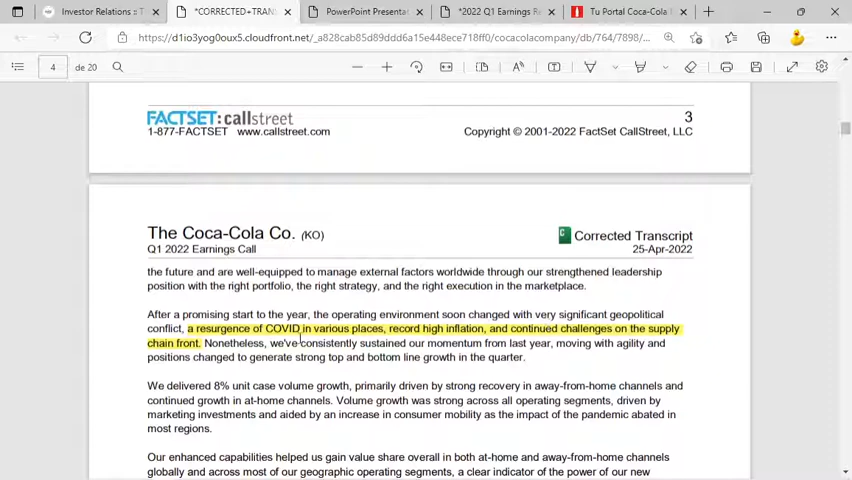 Investor Relations :: T
*CORRECTED+TRAN
PowerPoint Presenta
*2022 Q1 Earnings Re
Tu Portal Coca-Cola
https://d1io3yog0oux5.cloudfront.net/_a828cab85d89ddd6a15e448ece718ff0/cocacolacompany/db/764/7898/...
4 de 20
FACTSET:callstreet
1-877-FACTSET www.callstreet.com
3
Copyright © 2001-2022 FactSet CallStreet, LLC
The Coca-Cola Co. (KO)
Q1 2022 Earnings Call
Corrected Transcript
25-Apr-2022
the future and are well-equipped to manage external factors worldwide through our strengthened leadership
position with the right portfolio, the right strategy, and the right execution in the marketplace.
After a promising start to the year, the operating environment soon changed with very significant geopolitical
conflict, a resurgence of COVID in various places, record high inflation, and continued challenges on the supply
chain front. Nonetheless, we've consistently sustained our momentum from last year, moving with agility and
positions changed to generate strong top and bottom line growth in the quarter.
We delivered 8% unit case volume growth, primarily driven by strong recovery in away-from-home channels and
continued growth in at-home channels. Volume growth was strong across all operating segments, driven by
marketing investments and aided by an increase in consumer mobility as the impact of the pandemic abated in
most regions.
Our enhanced capabilities helped us gain value share overall in both at-home and away-from-home channels
globally and across most of our geographic operating segments, a clear indicator of the power of our new